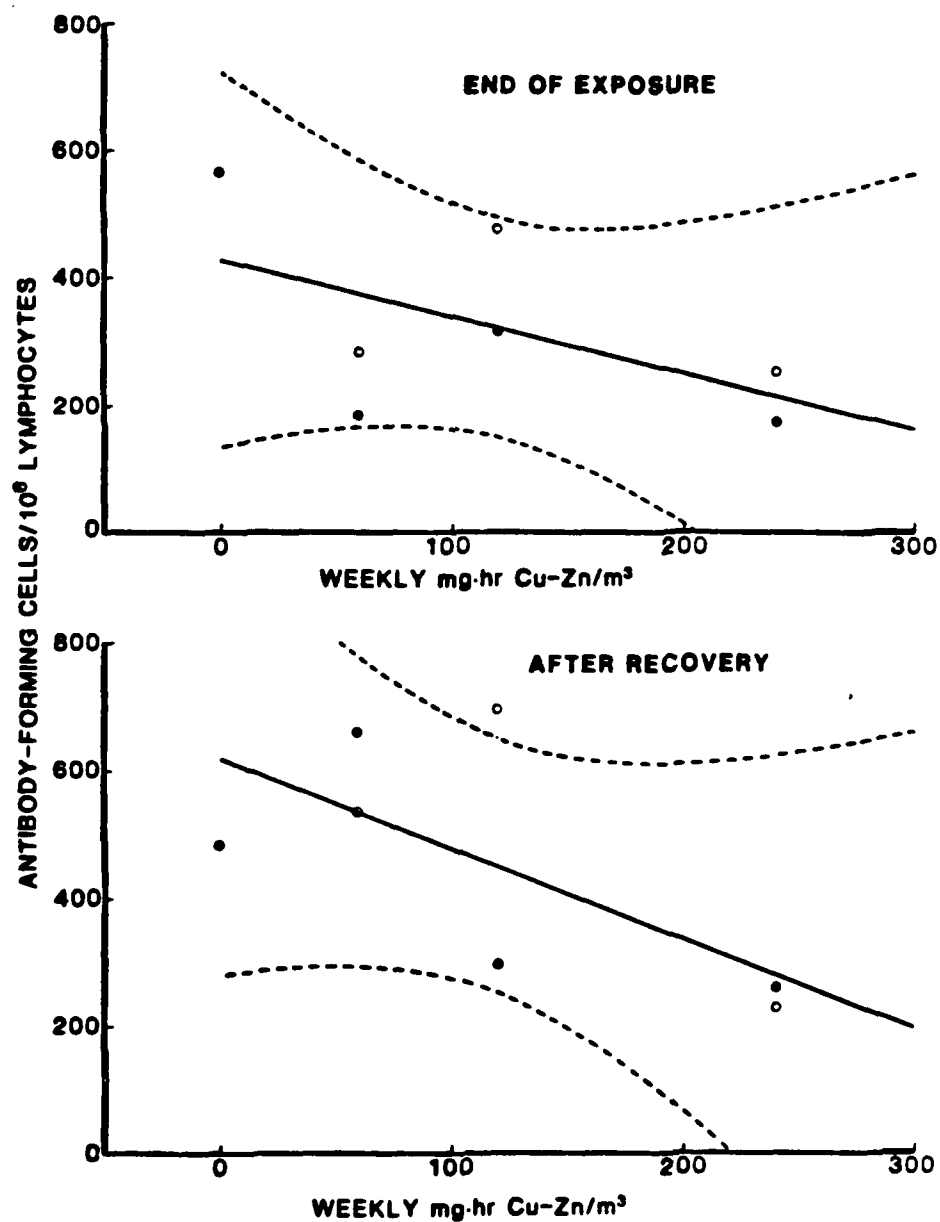 ANTIBODY-FORMING CELLS/10⁶ LYMPHOCYTES
800
END OF EXPOSURE
600
400
200
0
0 100 200 300
WEEKLY mg·hr Cu-Zn/m³
800
AFTER RECOVERY
600
400
200
0
0 100 200 300
WEEKLY mg·hr Cu-Zn/m³